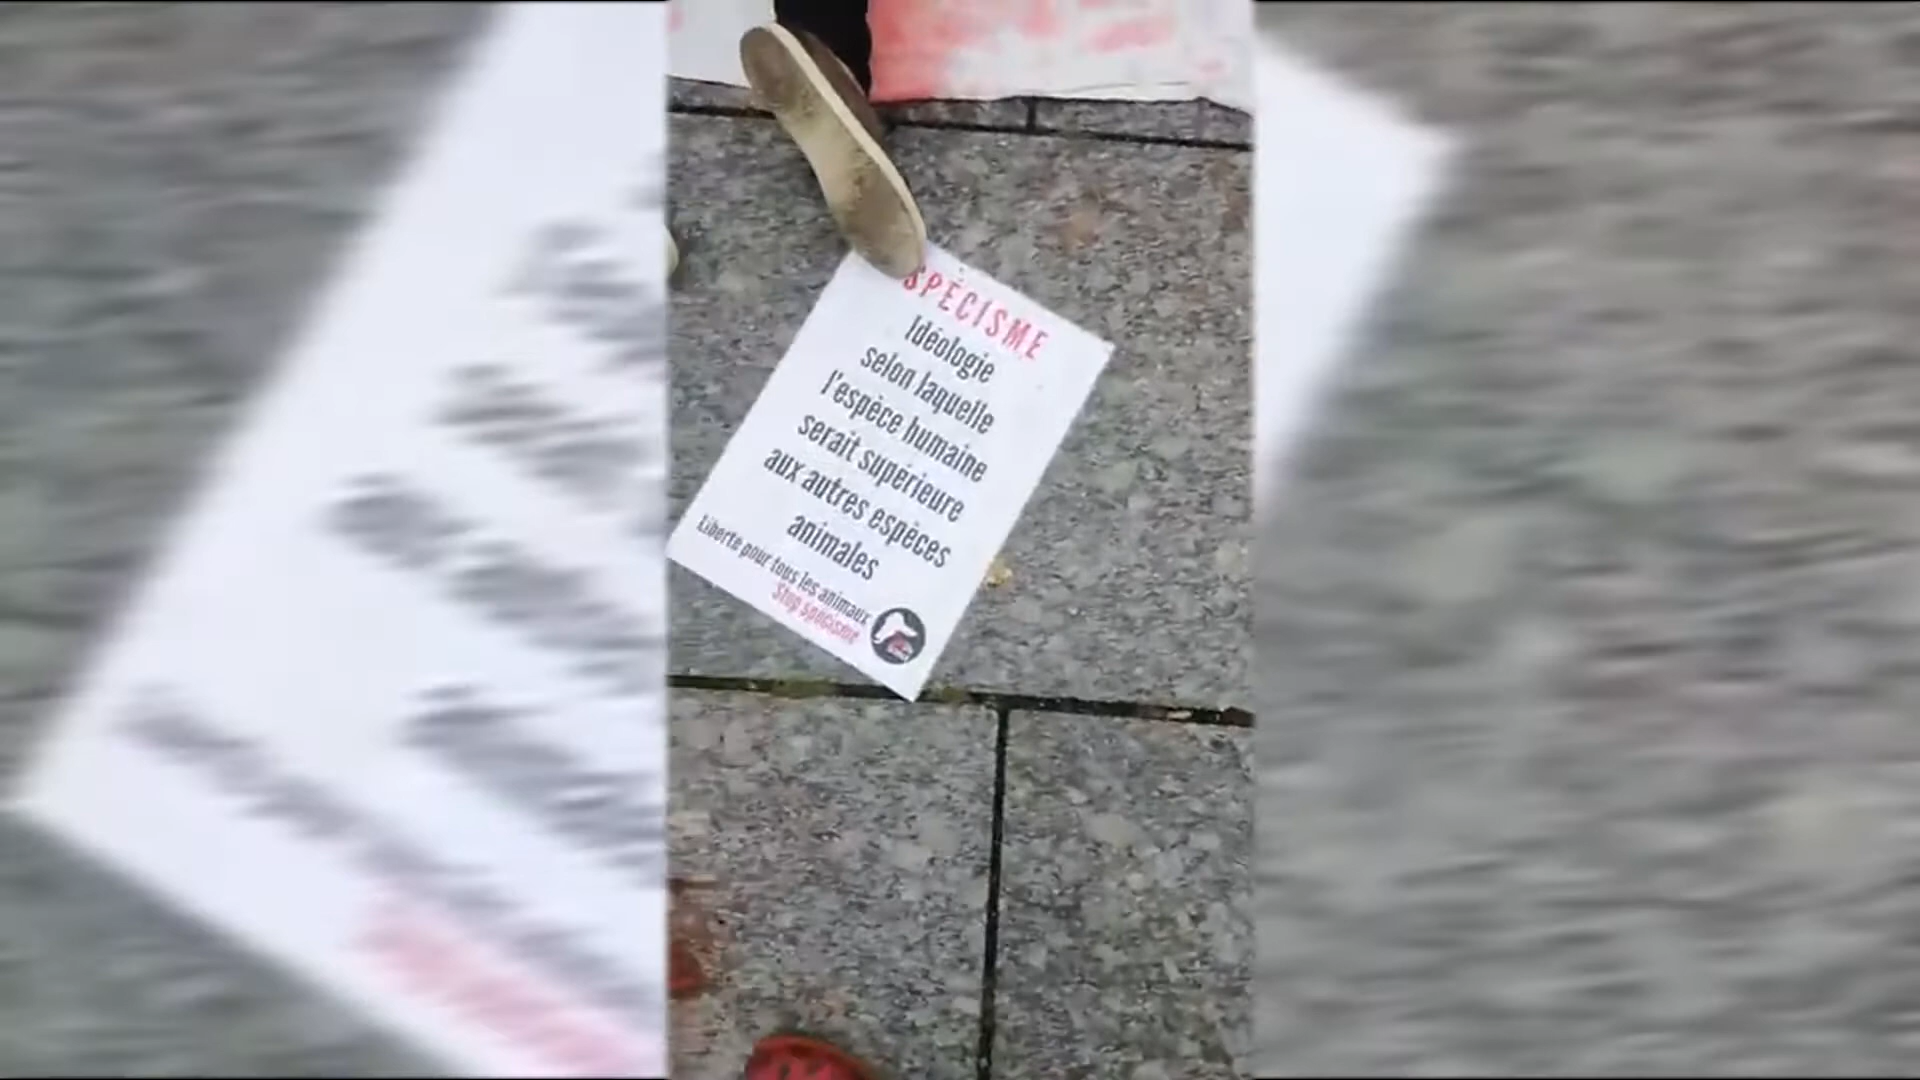 SPÉCISME
Idéologie
selon laquelle
l'espèce humaine
serait supérieure
aux autres espèces
animales
Liberté pour tous les animaux
Stop spécisme